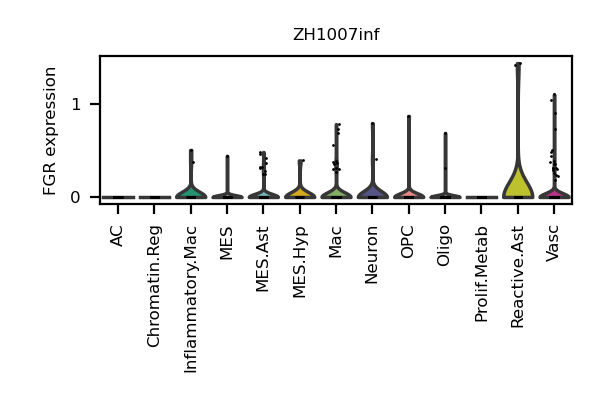 ZH1007inf
FGR expression
1
0
AC
Chromatin.Reg
Inflammatory.Mac
MES
MES.Ast
MES.Hyp
Mac
Neuron
OPC
Oligo
Prolif.Metab
Reactive.Ast
Vasc